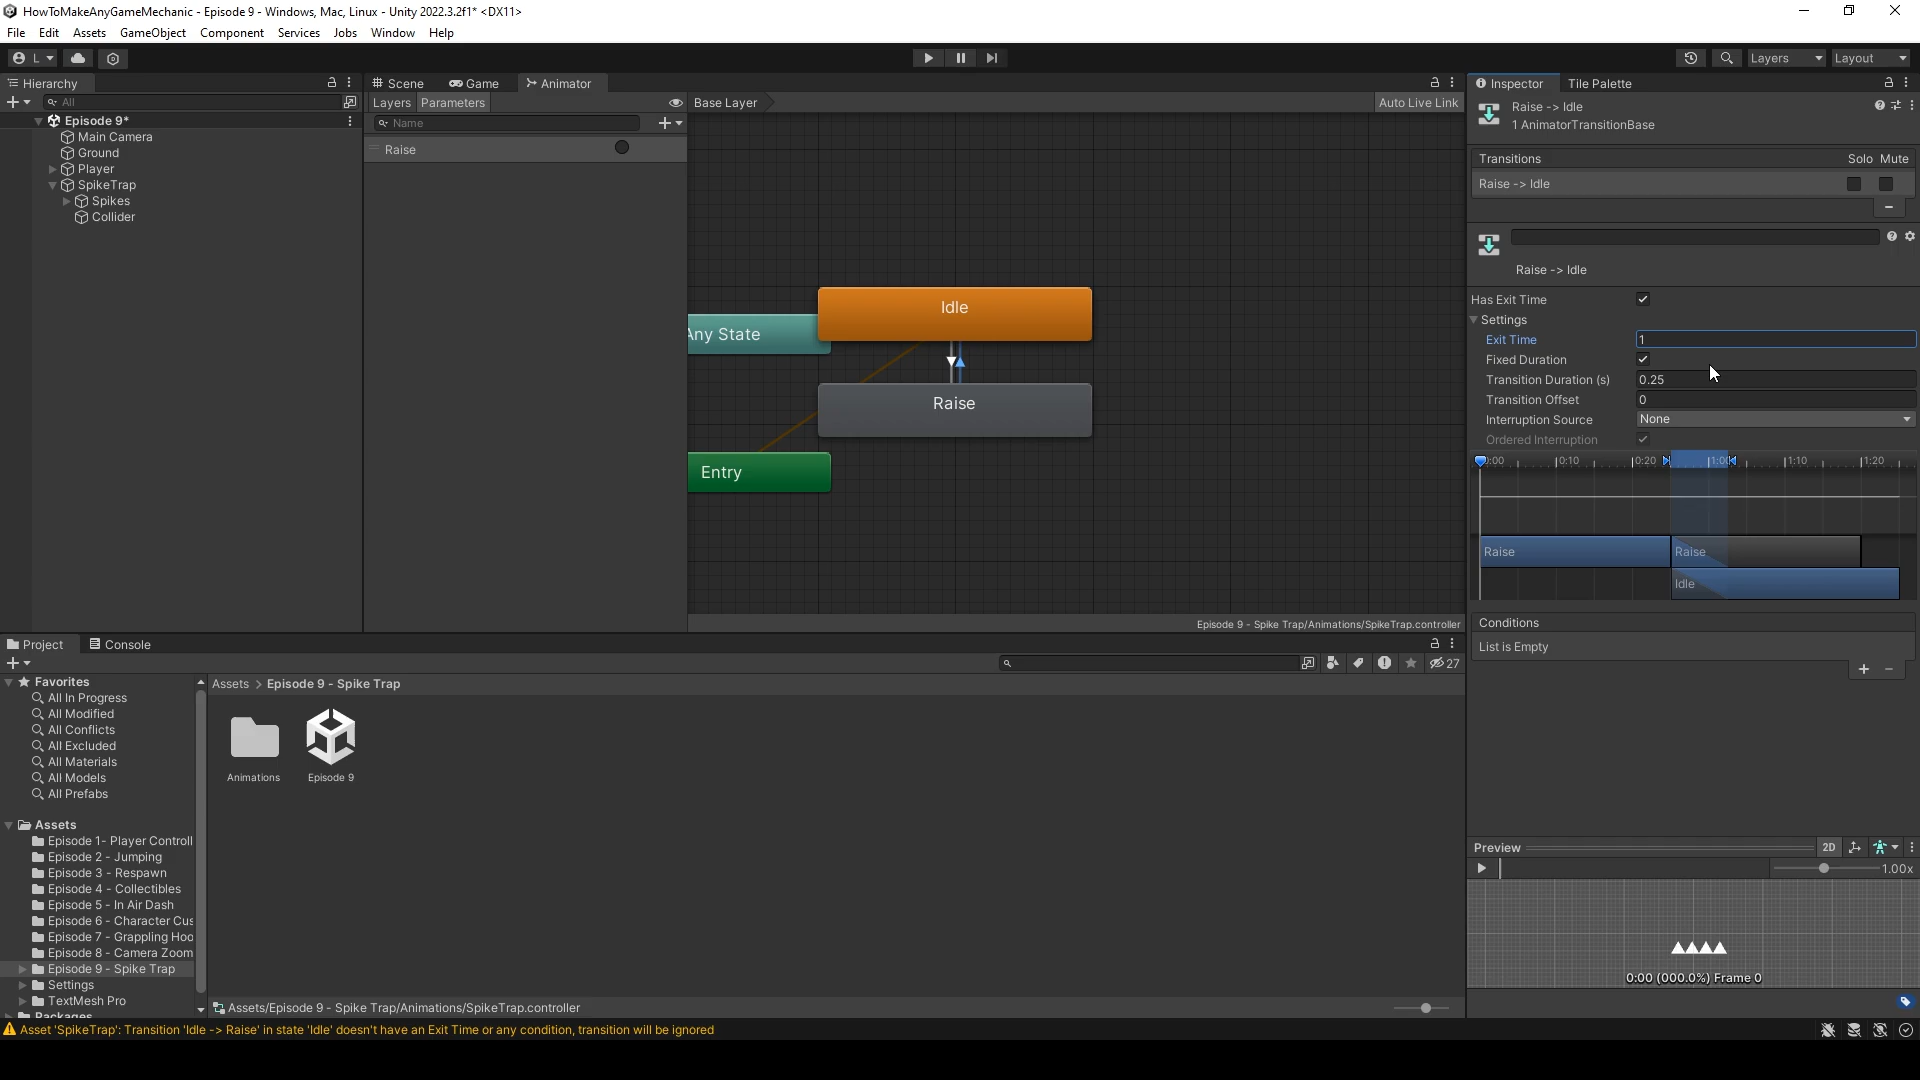 HowToMakeAnyGameMechanic - Episode 9 - Windows, Mac, Linux - Unity 2022.3.2f1* <DX11>
File Edit Assets GameObject Component Services Jobs Window Help
L Layers Layout
Hierarchy
All
Episode 9*
Main Camera
Ground
Player
SpikeTrap
Spikes
Collider
Scene Game Animator
Layers Parameters Base Layer Auto Live Link
Name
Raise
Idle
Any State
Raise
Entry
Episode 9 - Spike Trap/Animations/SpikeTrap.controller
Inspector Tile Palette
Raise -> Idle
1 AnimatorTransitionBase
Transitions Solo Mute
Raise -> Idle
Raise -> Idle
Has Exit Time
Settings
Exit Time 1
Fixed Duration
Transition Duration (s) 0.25
Transition Offset 0
Interruption Source None
Ordered Interruption
:00 0:10 0:20 1:00 1:10 1:20
Raise Raise
Idle
Conditions
List is Empty
Preview 2D
1.00x
0:00 (000.0%) Frame 0
Project Console
27
Favorites
All In Progress
All Modified
All Conflicts
All Excluded
All Materials
All Models
All Prefabs
Assets
Episode 1- Player Controll
Episode 2 - Jumping
Episode 3 - Respawn
Episode 4 - Collectibles
Episode 5 - In Air Dash
Episode 6 - Character Cus
Episode 7 - Grappling Hoo
Episode 8 - Camera Zoom
Episode 9 - Spike Trap
Settings
TextMesh Pro
Packages
Assets > Episode 9 - Spike Trap
Animations Episode 9
Assets/Episode 9 - Spike Trap/Animations/SpikeTrap.controller
Asset 'SpikeTrap': Transition 'Idle -> Raise' in state 'Idle' doesn't have an Exit Time or any condition, transition will be ignored